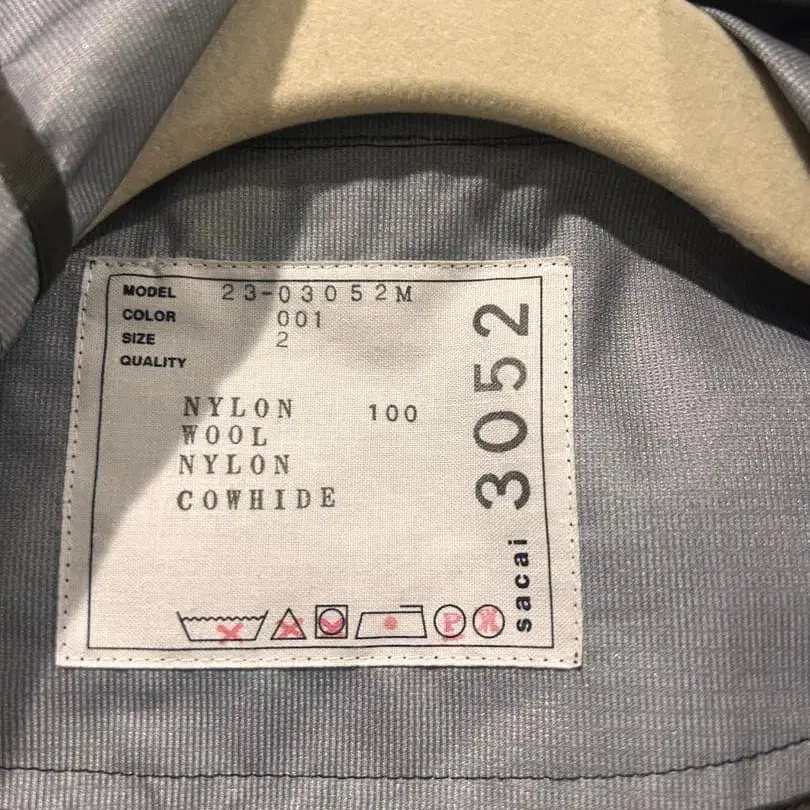 MODEL 23-03052M
COLOR 001
SIZE 2
QUALITY
NYLON 100
WOOL
NYLON
COWHIDE
P
W
sacai 3052